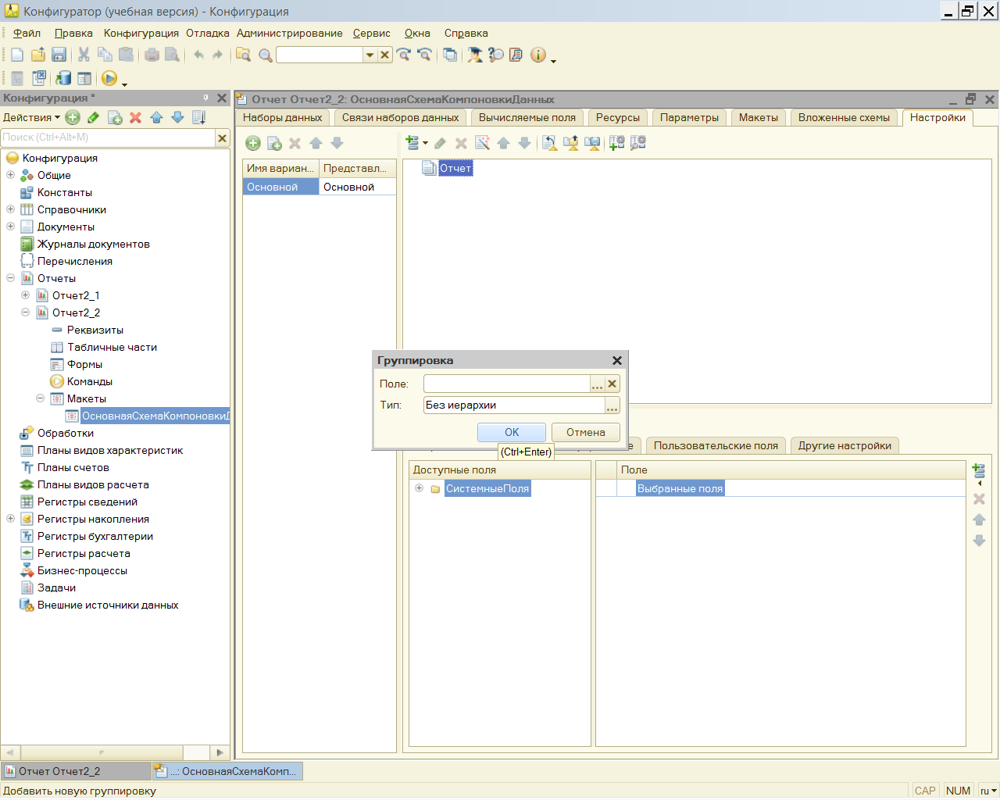 Конфигуратор (учебная версия) - Конфигурация
Файл Правка Конфигурация Отладка Администрирование Сервис Окна Справка
Конфигурация *
Действия
Поиск (Ctrl+Alt+M)
Конфигурация
Общие
Константы
Справочники
Документы
Журналы документов
Перечисления
Отчеты
Отчет2_1
Отчет2_2
Реквизиты
Табличные части
Формы
Команды
Макеты
ОсновнаяСхемаКомпоновкиД
Обработки
Планы видов характеристик
Планы счетов
Планы видов расчета
Регистры сведений
Регистры накопления
Регистры бухгалтерии
Регистры расчета
Бизнес-процессы
Задачи
Внешние источники данных
Отчет Отчет2_2: ОсновнаяСхемаКомпоновкиДанных
Наборы данных Связи наборов данных Вычисляемые поля Ресурсы Параметры Макеты Вложенные схемы Настройки
Имя вариан... Представл...
Основной Основной
Отчет
Группировка
Поле: ...
Тип: Без иерархии ...
OK Отмена
(Ctrl+Enter)
Пользовательские поля Другие настройки
Доступные поля
СистемныеПоля
Поле
Выбранные поля
Отчет Отчет2_2 ...: ОсновнаяСхемаКомп...
Добавить новую группировку CAP NUM ru